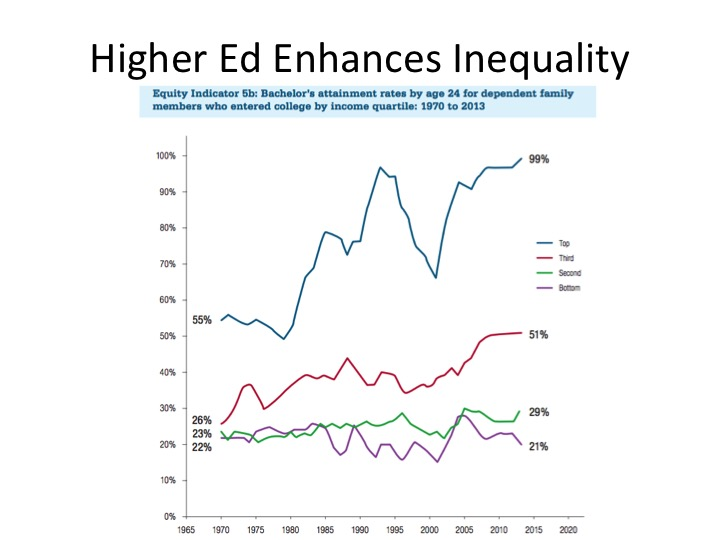 Higher Ed Enhances Inequality
Equity Indicator 5b: Bachelor's attainment rates by age 24 for dependent family
members who entered college by income quartile: 1970 to 2013
100%
90%
80%
70%
60%
50%
40%
30%
20%
10%
0%
55%
26%
23%
22%
99%
51%
29%
21%
Top
Third
Second
Bottom
1965 1970 1975 1980 1985 1990 1995 2000 2005 2010 2015 2020